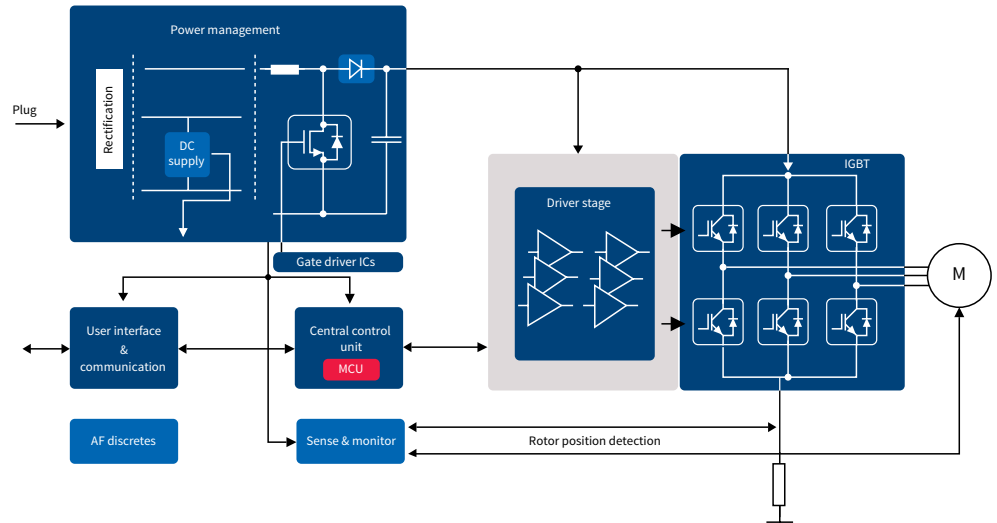 Power management
Plug
Rectification
DC
supply
IGBT
Driver stage
Gate driver ICs
M
User interface
&
communication
Central control
unit
MCU
AF discretes
Sense & monitor
Rotor position detection